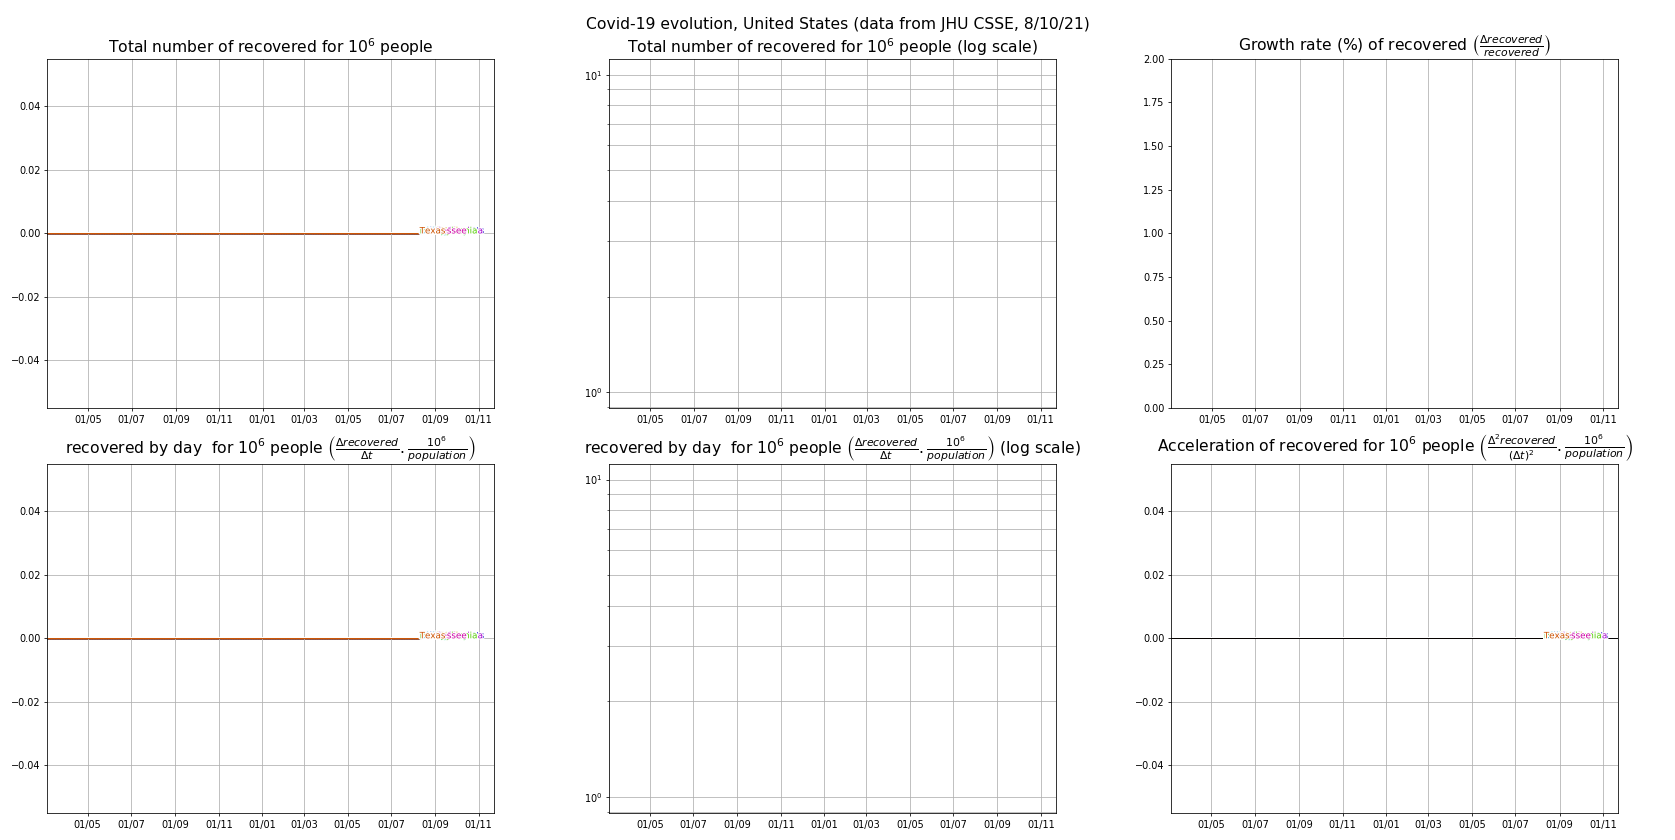 Covid-19 evolution, United States (data from JHU CSSE, 8/10/21)
Total number of recovered for 10⁶ people
0.04
0.02
0.00
−0.02
−0.04
Texas
01/05 01/07 01/09 01/11 01/01 01/03 01/05 01/07 01/09 01/11
Total number of recovered for 10⁶ people (log scale)
10¹
10⁰
01/05 01/07 01/09 01/11 01/01 01/03 01/05 01/07 01/09 01/11
Growth rate (%) of recovered (Δrecovered/recovered)
2.00
1.75
1.50
1.25
1.00
0.75
0.50
0.25
0.00
01/05 01/07 01/09 01/11 01/01 01/03 01/05 01/07 01/09 01/11
recovered by day for 10⁶ people (Δrecovered/Δt . 10⁶/population)
0.04
0.02
0.00
−0.02
−0.04
Texas
01/05 01/07 01/09 01/11 01/01 01/03 01/05 01/07 01/09 01/11
recovered by day for 10⁶ people (Δrecovered/Δt . 10⁶/population) (log scale)
10¹
10⁰
01/05 01/07 01/09 01/11 01/01 01/03 01/05 01/07 01/09 01/11
Acceleration of recovered for 10⁶ people (Δ²recovered/(Δt)² . 10⁶/population)
0.04
0.02
0.00
−0.02
−0.04
Texas
01/05 01/07 01/09 01/11 01/01 01/03 01/05 01/07 01/09 01/11